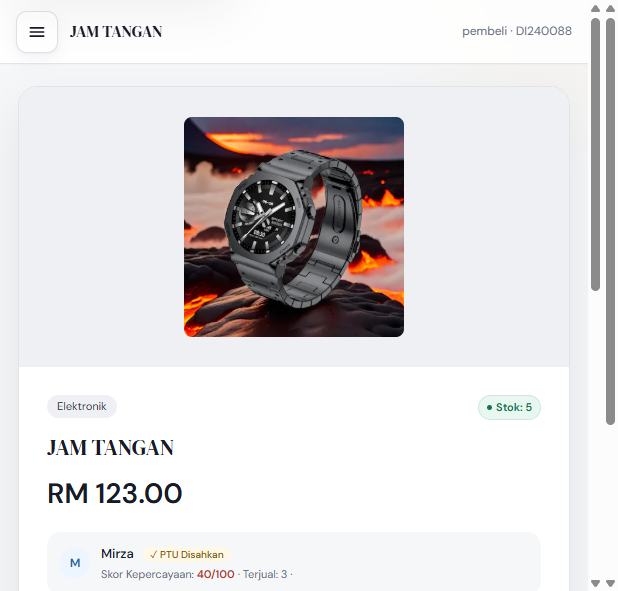 JAM TANGAN
pembeli · DI240088
Elektronik
Stok: 5
JAM TANGAN
RM 123.00
M
Mirza
✓ PTU Disahkan
Skor Kepercayaan: 40/100 · Terjual: 3 ·